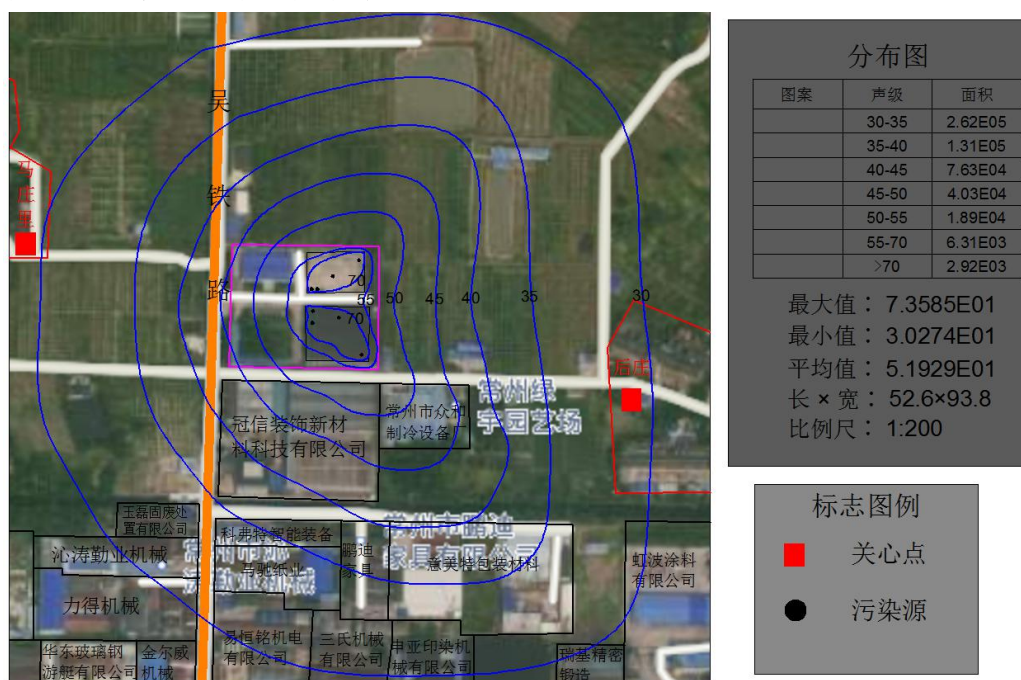 吴
铁
路
马
庄
里
70
55
50
45
40
35
30
70
后庄
常州绿
宇园艺场
冠信装饰新材
料科技有限公司
常州市众和
制冷设备厂
王磊固废处
置有限公司
科弗特智能装备
常州市鹏迪
家具有限公司
沁涛勤业机械
马驰纸业
鹏迪
家具
意美特包装材料
虹波涂料
有限公司
力得机械
易恒铭机电
有限公司
三氏机械
有限公司
申亚印染机
械有限公司
华东玻璃钢
游艇有限公司
金尔威
机械
瑞基精密
锻造
分布图
图案 声级 面积
30-35 2.62E05
35-40 1.31E05
40-45 7.63E04
45-50 4.03E04
50-55 1.89E04
55-70 6.31E03
>70 2.92E03
最大值：7.3585E01
最小值：3.0274E01
平均值：5.1929E01
长×宽：52.6×93.8
比例尺：1:200
标志图例
关心点
污染源